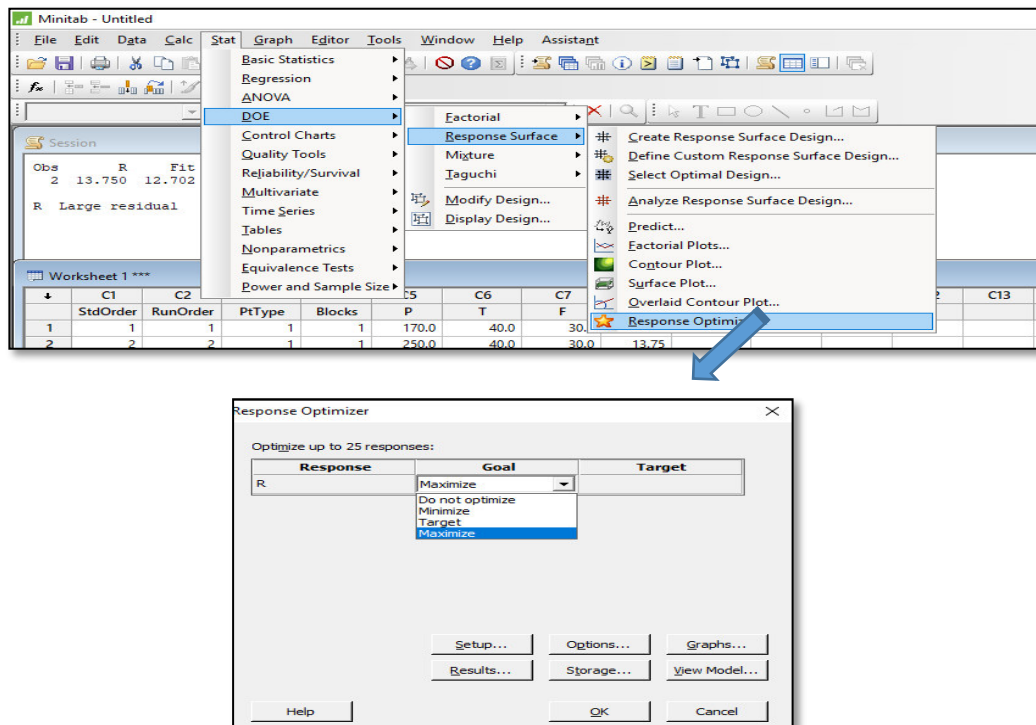 Minitab - Untitled
File Edit Data Calc Stat Graph Editor Tools Window Help Assistant
Basic Statistics
Regression
ANOVA
DOE
Control Charts
Quality Tools
Reliability/Survival
Multivariate
Time Series
Tables
Nonparametrics
Equivalence Tests
Power and Sample Size
Factorial
Response Surface
Mixture
Taguchi
Modify Design...
Display Design...
Create Response Surface Design...
Define Custom Response Surface Design...
Select Optimal Design...
Analyze Response Surface Design...
Predict...
Factorial Plots...
Contour Plot...
Surface Plot...
Overlaid Contour Plot...
Response
Session
Obs R Fit
2 13.750 12.702
R Large residual
Worksheet 1 ***
C1 C2 C5 C6 C7 C13
StdOrder RunOrder PtType Blocks P T F
1 1 1 1 1 170.0 40.0 30.
2 2 2 1 1 250.0 40.0 30.0 13.75
Response Optimizer
Optimize up to 25 responses:
Response Goal Target
R Maximize
Do not optimize
Minimize
Target
Maximize
Setup... Options... Graphs...
Results... Storage... View Model...
Help OK Cancel